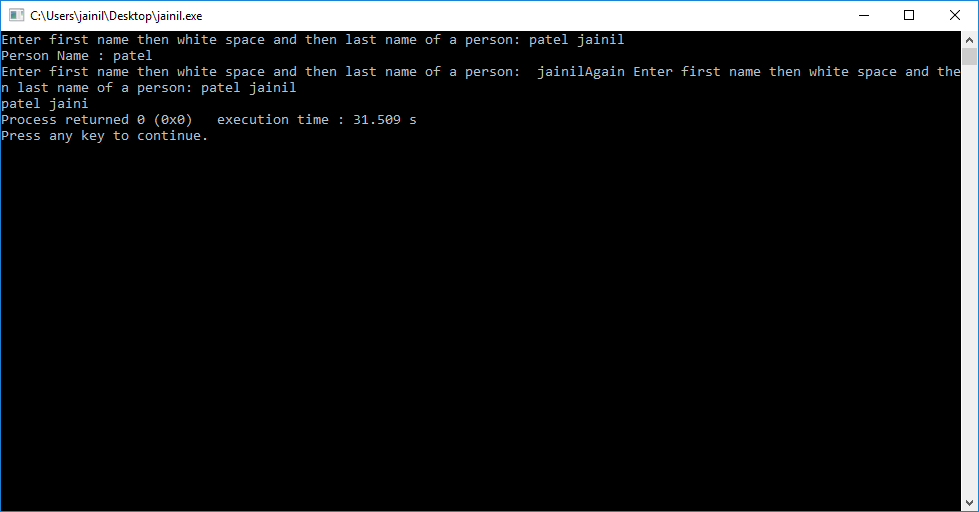 C:\Users\jainil\Desktop\jainil.exe
Enter first name then white space and then last name of a person: patel jainil
Person Name : patel
Enter first name then white space and then last name of a person:  jainilAgain Enter first name then white space and the
n last name of a person: patel jainil
patel jaini
Process returned 0 (0x0)   execution time : 31.509 s
Press any key to continue.